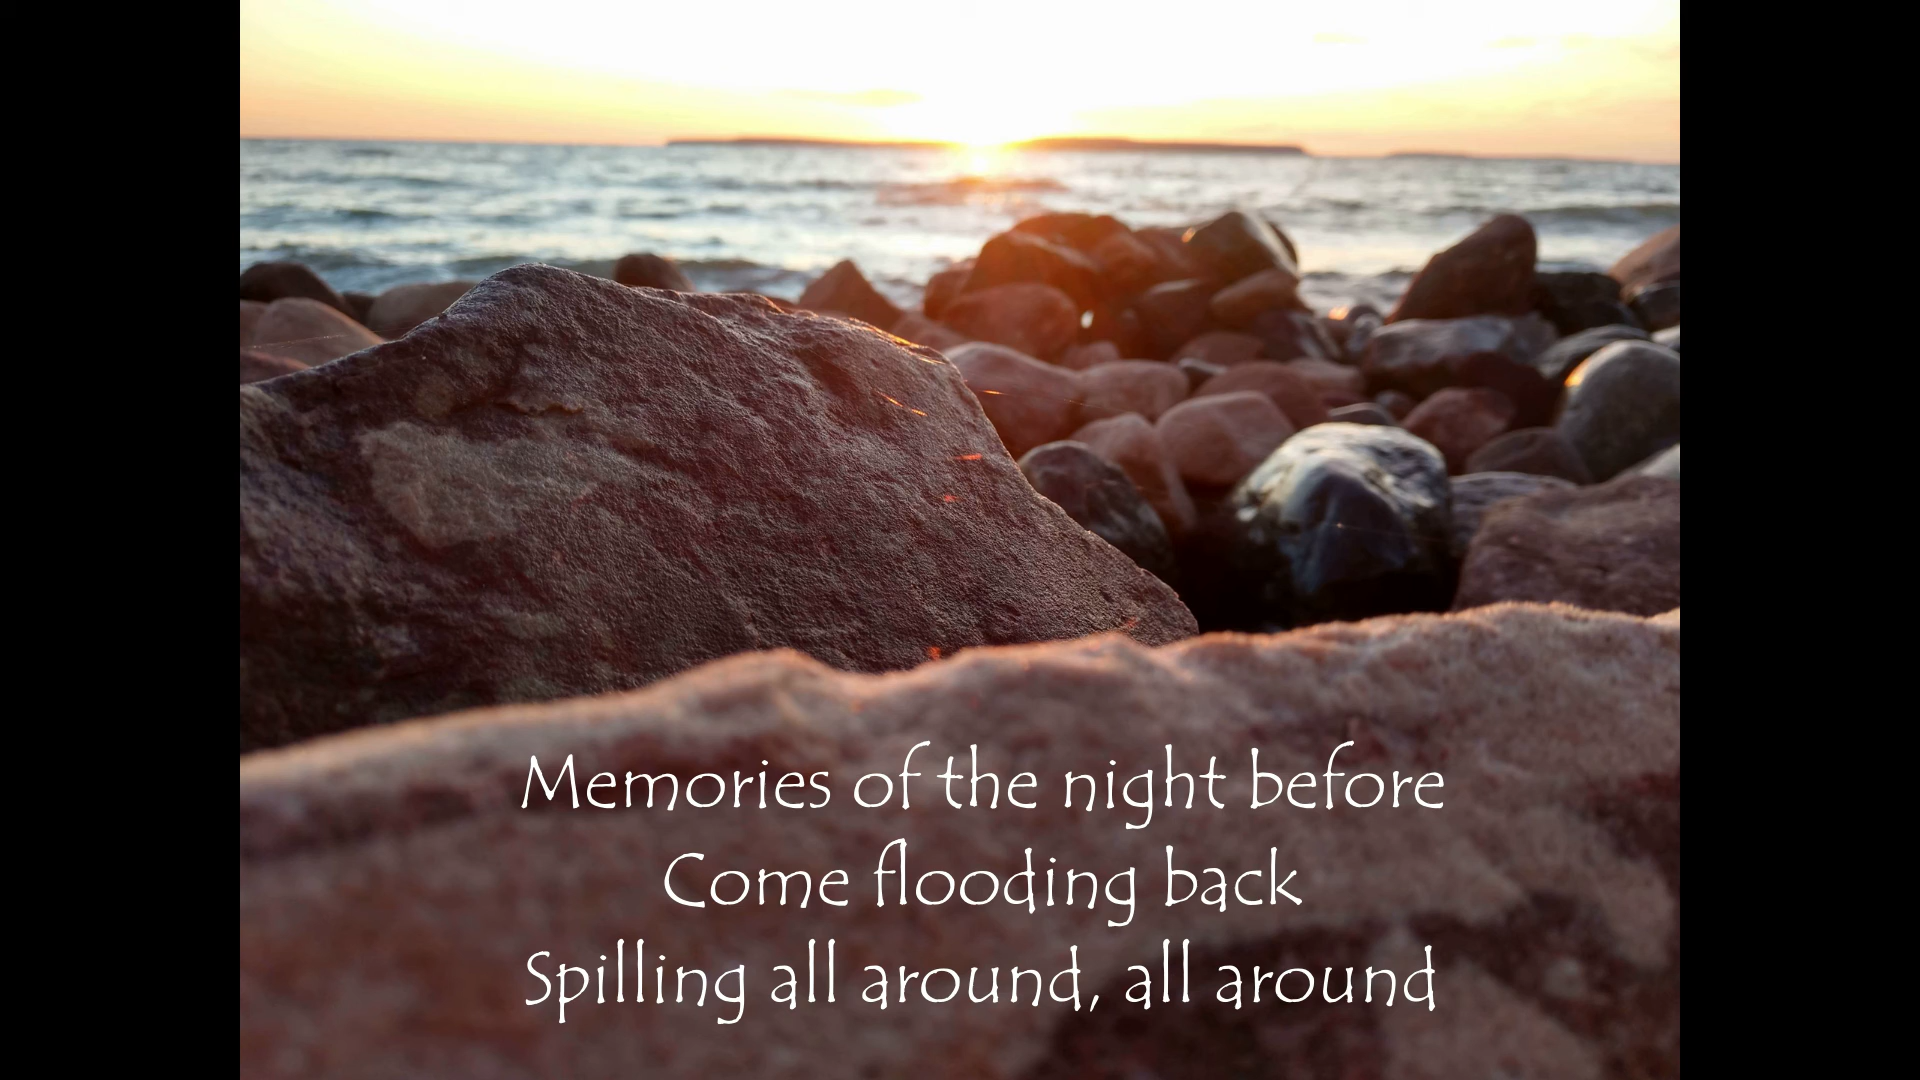 Memories of the night before
Come flooding back
Spilling all around, all around